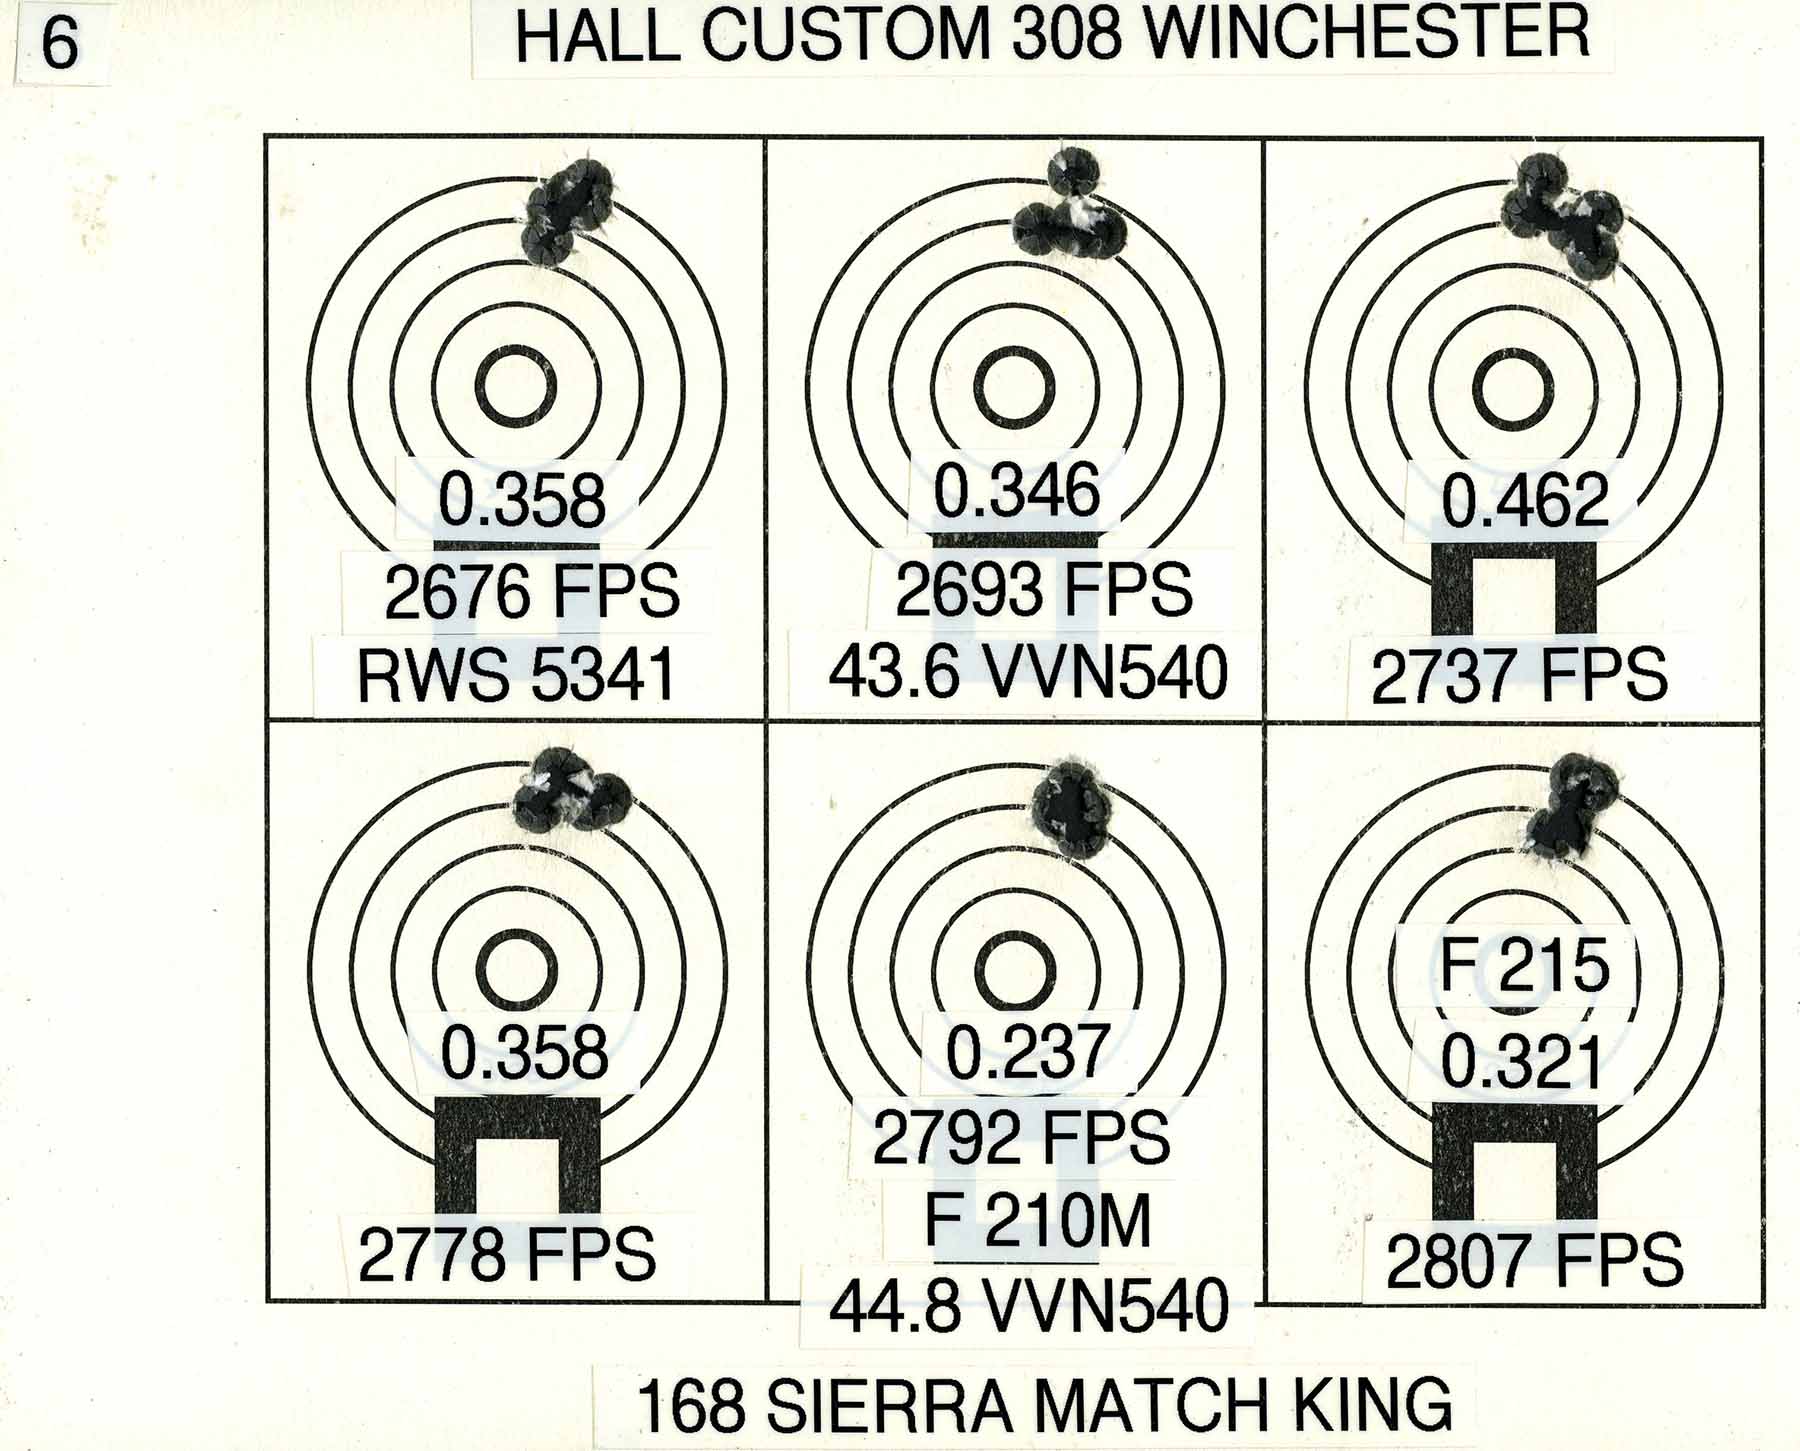 6
HALL CUSTOM 308 WINCHESTER
0.358
2676 FPS
RWS 5341
0.346
2693 FPS
43.6 VVN540
0.462
2737 FPS
0.358
2778 FPS
0.237
2792 FPS
F 210M
44.8 VVN540
F 215
0.321
2807 FPS
168 SIERRA MATCH KING